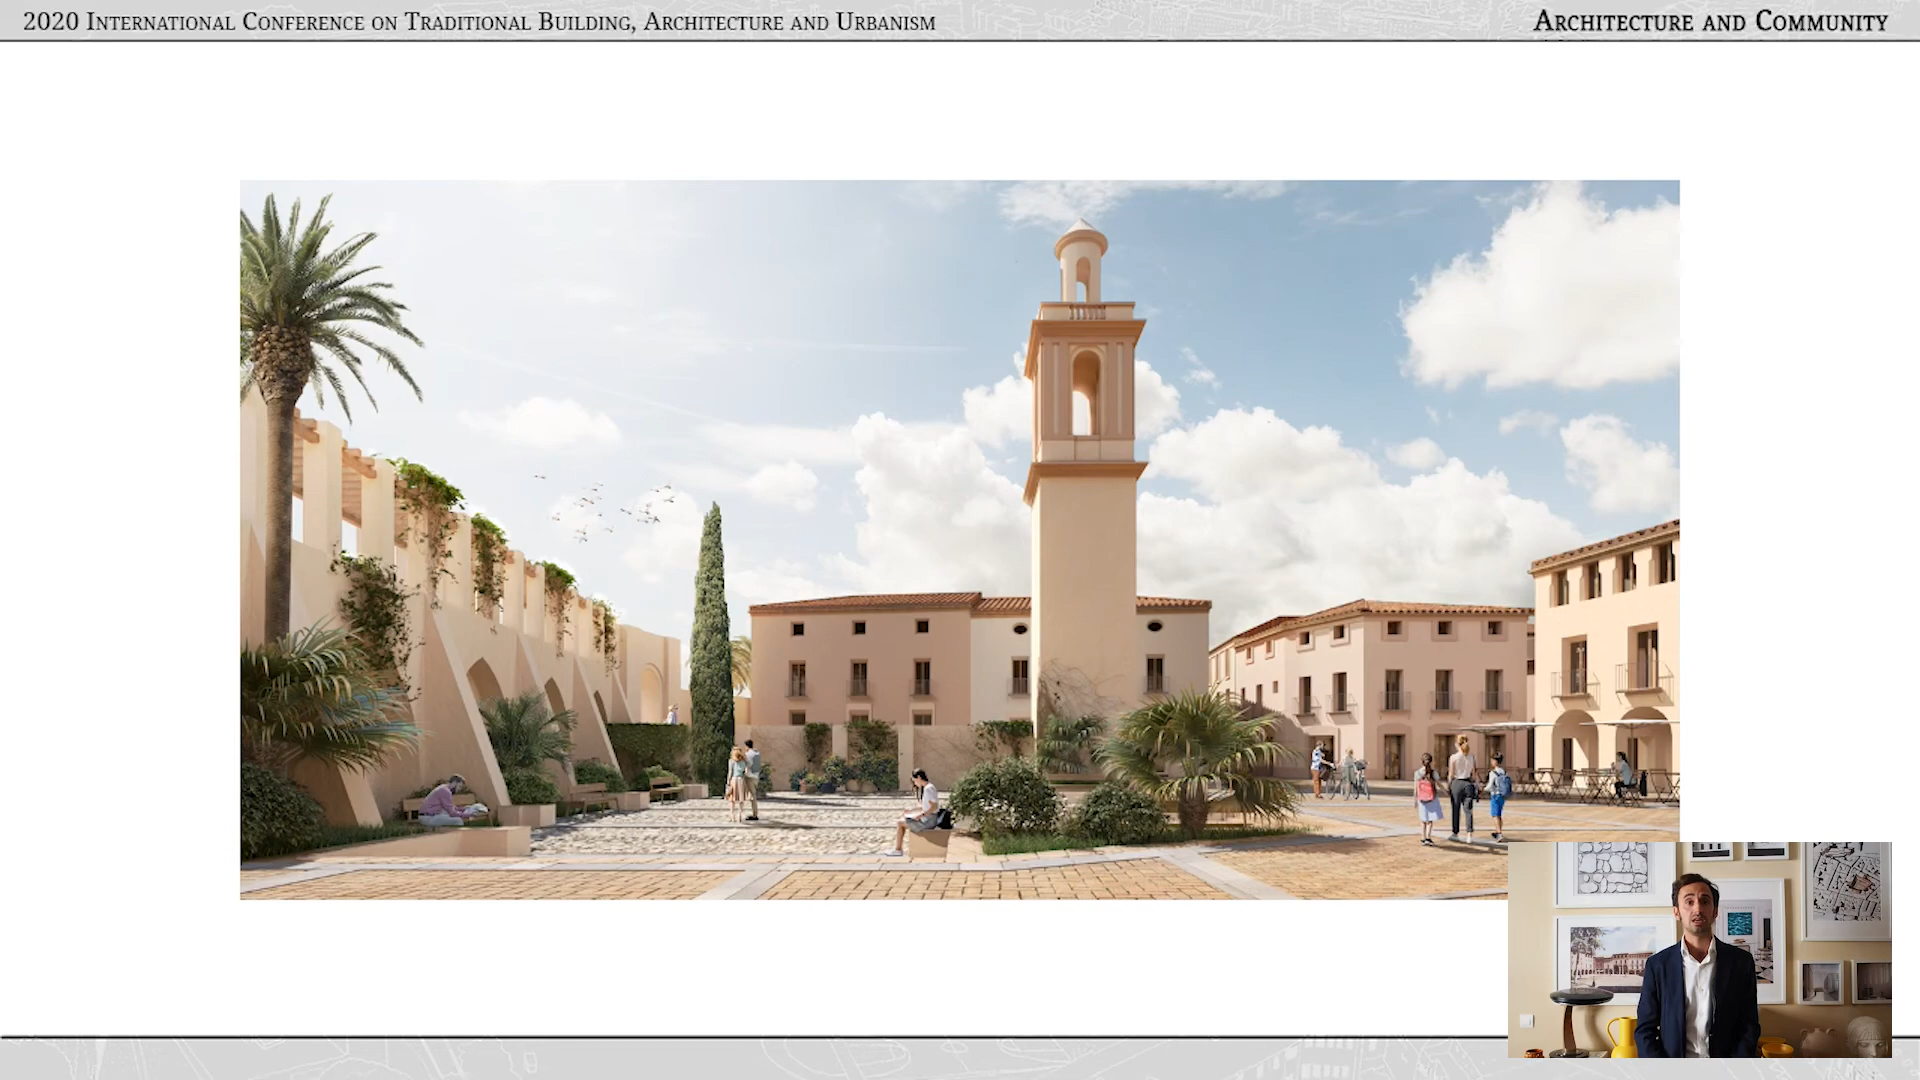 2020 International Conference on Traditional Building, Architecture and Urbanism
Architecture and Community